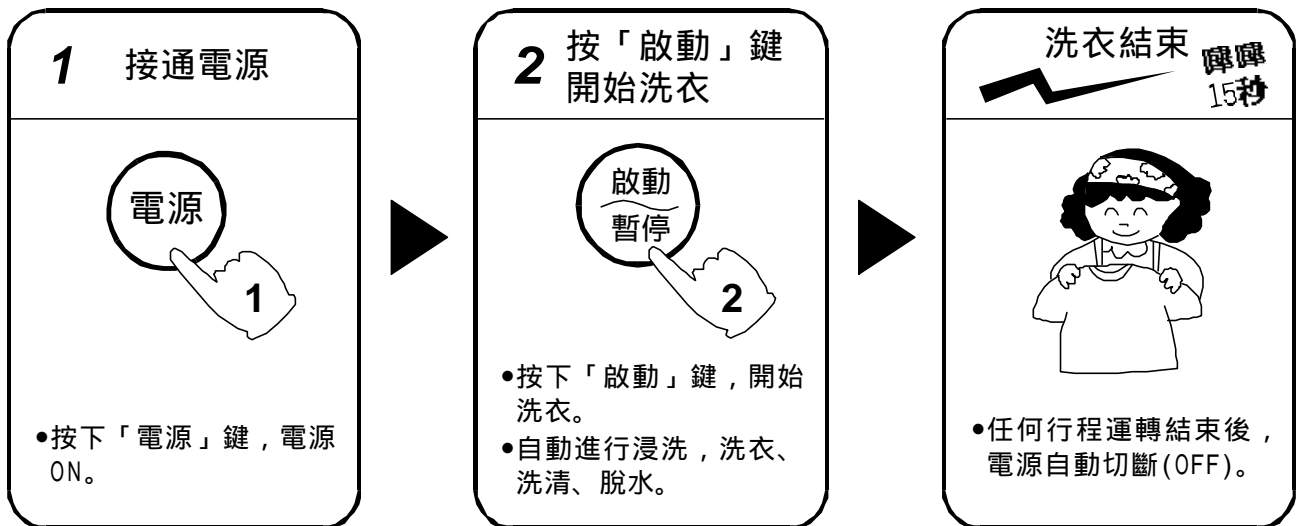 1 接通電源
電源
1
•按下「電源」鍵，電源
ON。
2 按「啟動」鍵
開始洗衣
啟動
暫停
2
•按下「啟動」鍵，開始
洗衣。
•自動進行浸洗，洗衣、
洗清、脫水。
洗衣結束
嗶嗶
15秒
•任何行程運轉結束後，
電源自動切斷(OFF)。